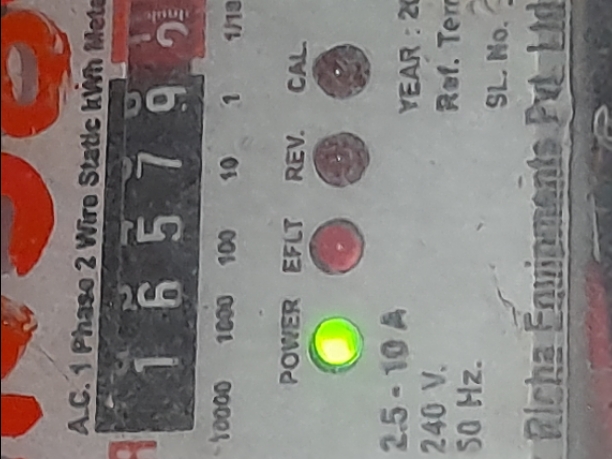 A.C. 1 Phase 2 Wire Static kWh Mete
1 6 5 7 9
10000 1000 100 10 1 1/10
POWER EFLT REV. CAL.
2.5 - 10 A YEAR : 20
240 V. Ref. Tem
50 Hz. SL. No.
Richa Equipments Pvt. Ltd